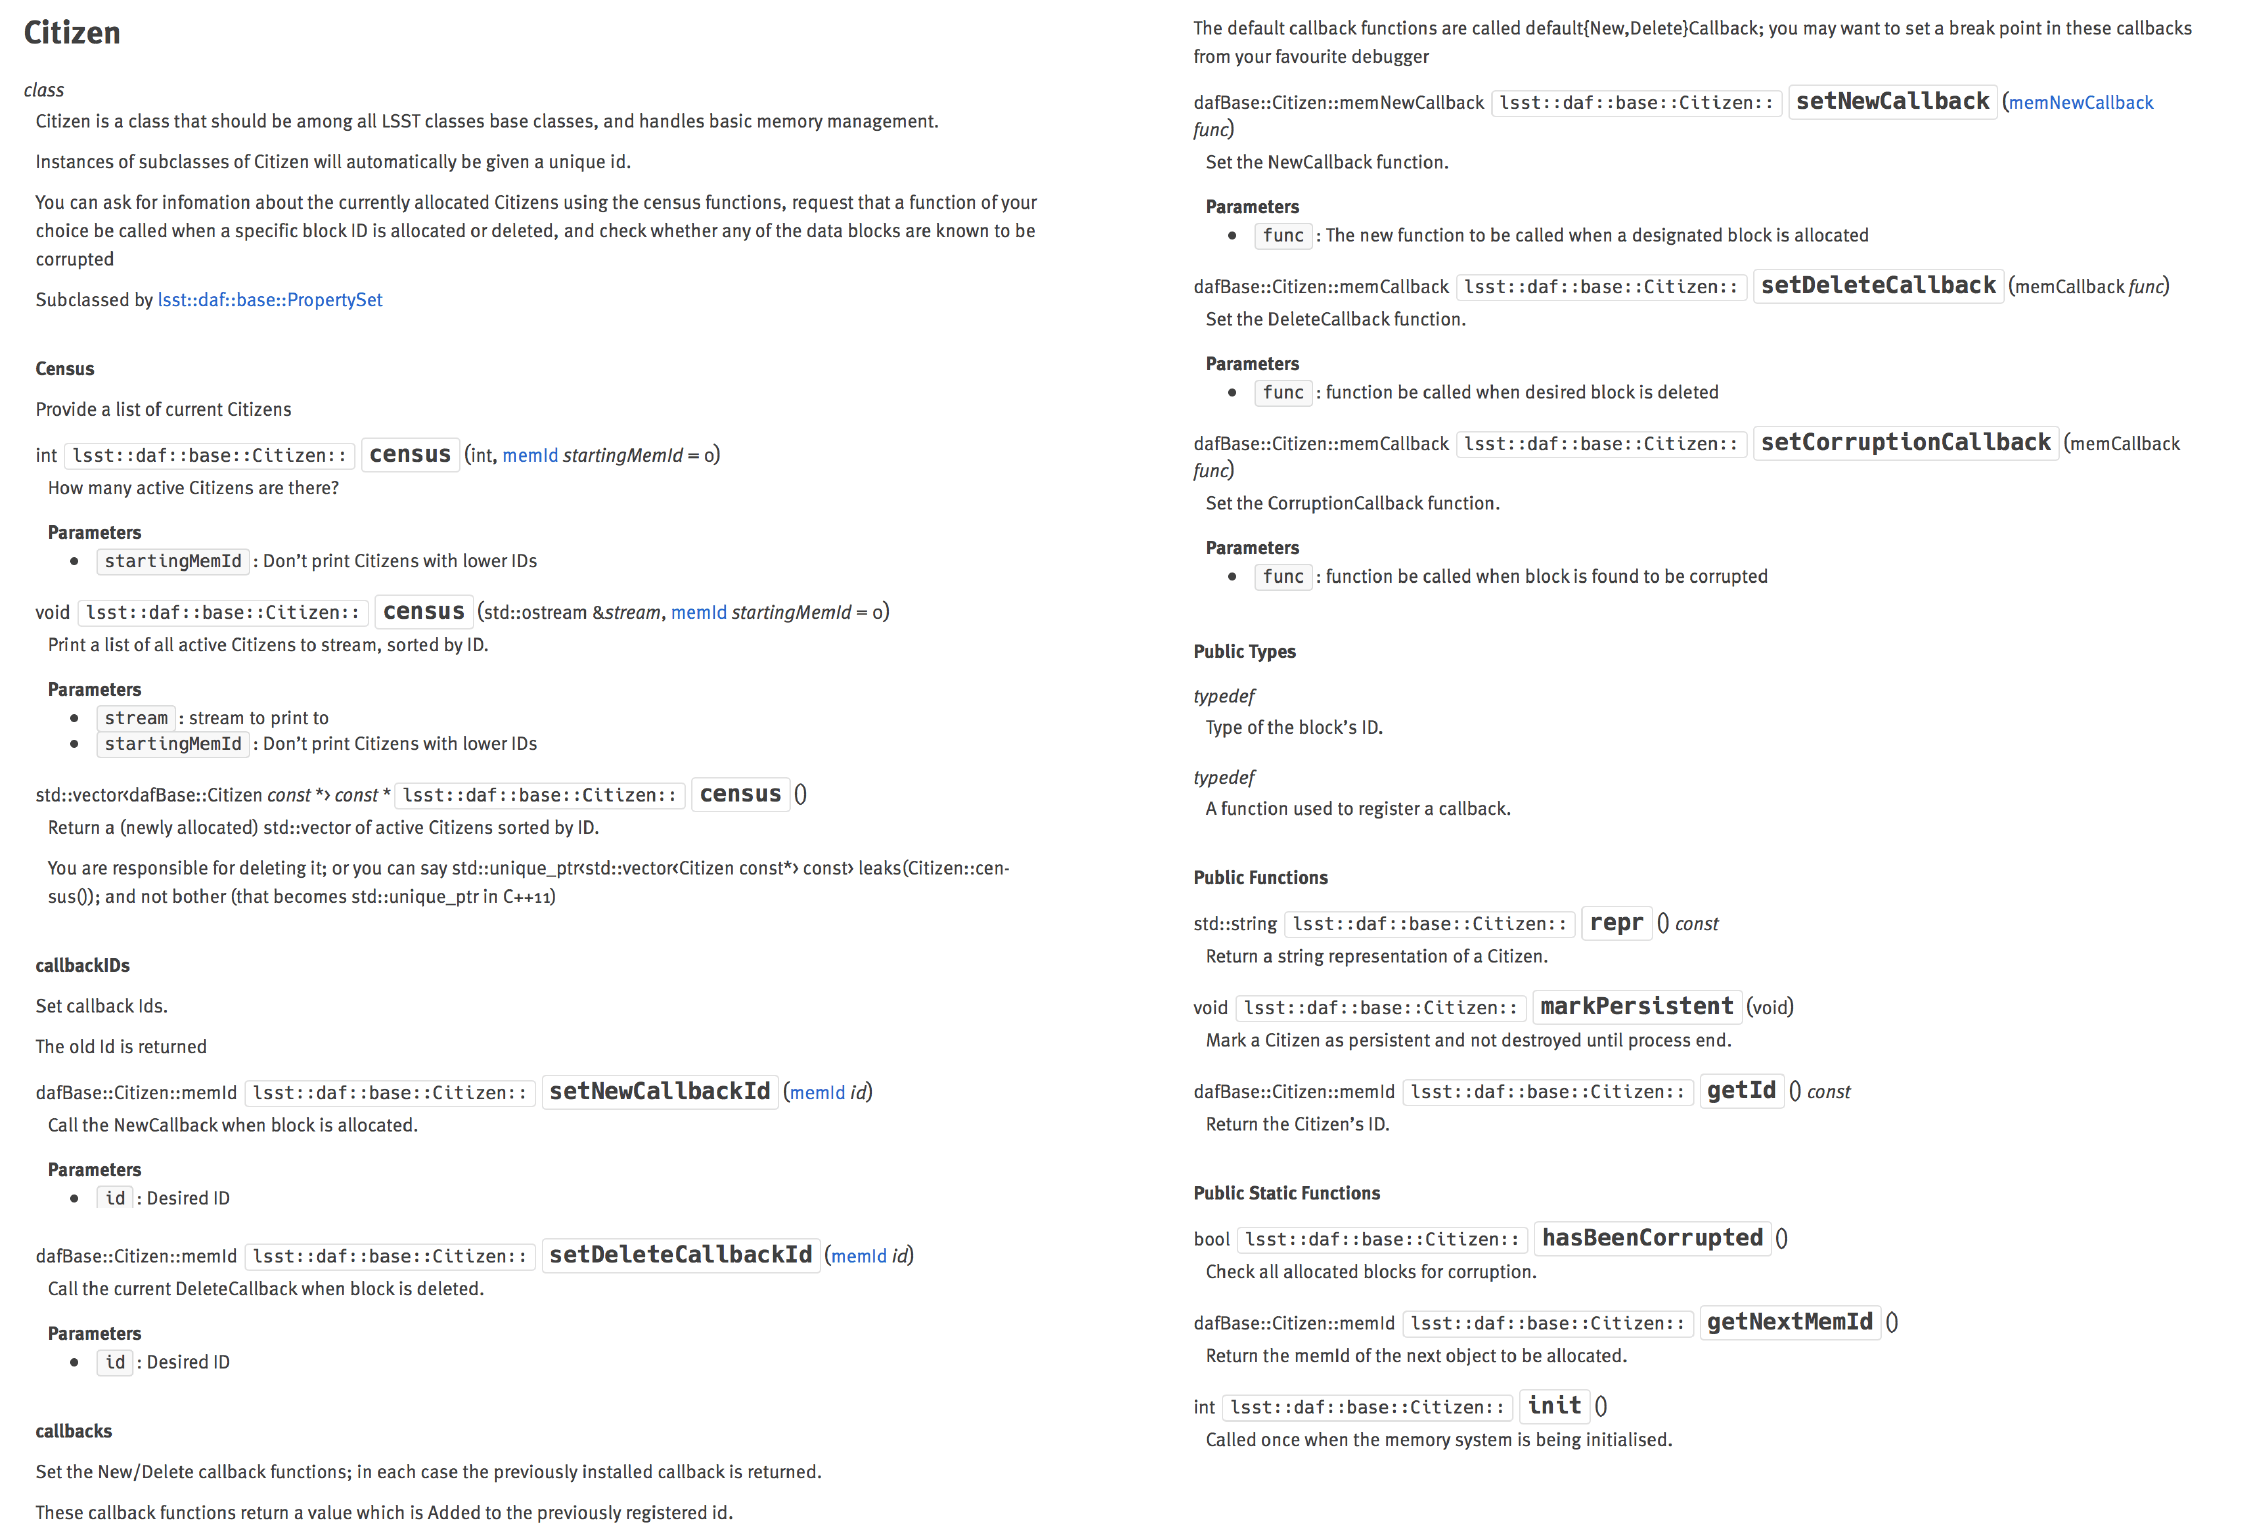 Citizen
class
Citizen is a class that should be among all LSST classes base classes, and handles basic memory management.
Instances of subclasses of Citizen will automatically be given a unique id.
You can ask for infomation about the currently allocated Citizens using the census functions, request that a function of your
choice be called when a specific block ID is allocated or deleted, and check whether any of the data blocks are known to be
corrupted
Subclassed by lsst::daf::base::PropertySet
Census
Provide a list of current Citizens
int lsst::daf::base::Citizen:: census (int, memId startingMemId = 0)
How many active Citizens are there?
Parameters
• startingMemId : Don’t print Citizens with lower IDs
void lsst::daf::base::Citizen:: census (std::ostream &stream, memId startingMemId = 0)
Print a list of all active Citizens to stream, sorted by ID.
Parameters
• stream : stream to print to
• startingMemId : Don’t print Citizens with lower IDs
std::vector<dafBase::Citizen const *> const * lsst::daf::base::Citizen:: census ()
Return a (newly allocated) std::vector of active Citizens sorted by ID.
You are responsible for deleting it; or you can say std::unique_ptr<std::vector<Citizen const*> const> leaks(Citizen::cen-
sus()); and not bother (that becomes std::unique_ptr in C++11)
callbackIDs
Set callback Ids.
The old Id is returned
dafBase::Citizen::memId lsst::daf::base::Citizen:: setNewCallbackId (memId id)
Call the NewCallback when block is allocated.
Parameters
• id : Desired ID
dafBase::Citizen::memId lsst::daf::base::Citizen:: setDeleteCallbackId (memId id)
Call the current DeleteCallback when block is deleted.
Parameters
• id : Desired ID
callbacks
Set the New/Delete callback functions; in each case the previously installed callback is returned.
These callback functions return a value which is Added to the previously registered id.
The default callback functions are called default{New,Delete}Callback; you may want to set a break point in these callbacks
from your favourite debugger
dafBase::Citizen::memNewCallback lsst::daf::base::Citizen:: setNewCallback (memNewCallback
func)
Set the NewCallback function.
Parameters
• func : The new function to be called when a designated block is allocated
dafBase::Citizen::memCallback lsst::daf::base::Citizen:: setDeleteCallback (memCallback func)
Set the DeleteCallback function.
Parameters
• func : function be called when desired block is deleted
dafBase::Citizen::memCallback lsst::daf::base::Citizen:: setCorruptionCallback (memCallback
func)
Set the CorruptionCallback function.
Parameters
• func : function be called when block is found to be corrupted
Public Types
typedef
Type of the block’s ID.
typedef
A function used to register a callback.
Public Functions
std::string lsst::daf::base::Citizen:: repr () const
Return a string representation of a Citizen.
void lsst::daf::base::Citizen:: markPersistent (void)
Mark a Citizen as persistent and not destroyed until process end.
dafBase::Citizen::memId lsst::daf::base::Citizen:: getId () const
Return the Citizen’s ID.
Public Static Functions
bool lsst::daf::base::Citizen:: hasBeenCorrupted ()
Check all allocated blocks for corruption.
dafBase::Citizen::memId lsst::daf::base::Citizen:: getNextMemId ()
Return the memId of the next object to be allocated.
int lsst::daf::base::Citizen:: init ()
Called once when the memory system is being initialised.